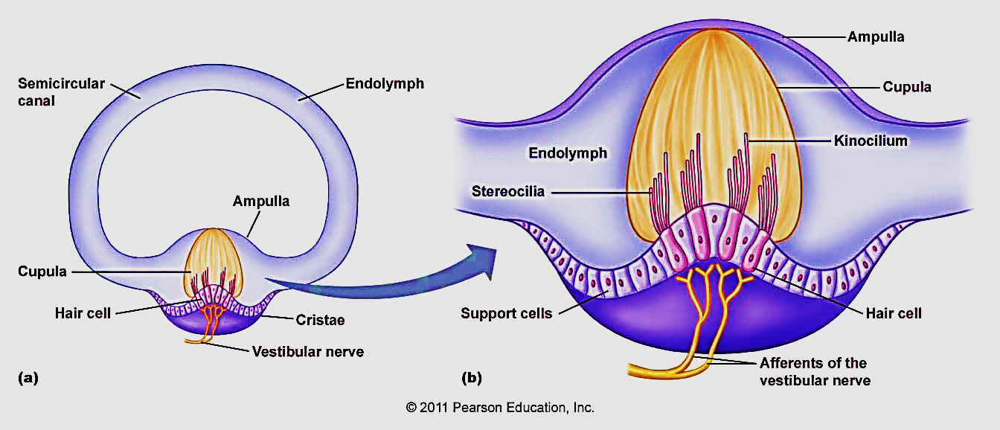 Semicircular
canal
Endolymph
Ampulla
Cupula
Hair cell
Cristae
Vestibular nerve
(a)
Ampulla
Cupula
Kinocilium
Endolymph
Stereocilia
Support cells
Hair cell
Afferents of the
vestibular nerve
(b)
© 2011 Pearson Education, Inc.